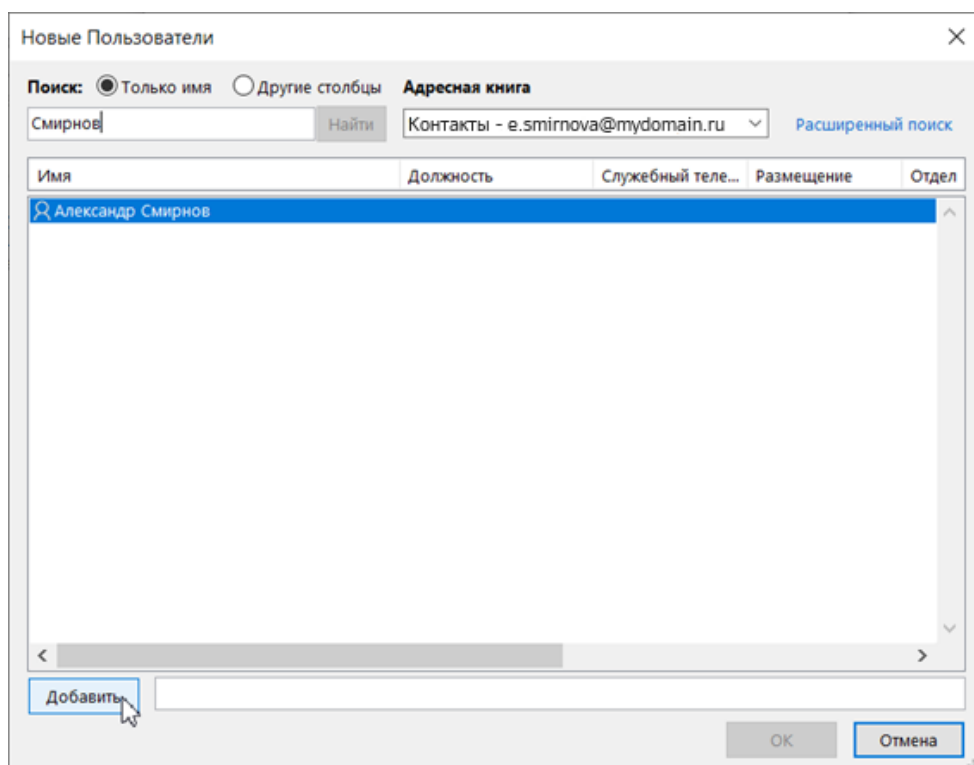 Новые Пользователи
Поиск: Только имя Другие столбцы Адресная книга
Смирнов Найти Контакты - e.smirnova@mydomain.ru Расширенный поиск
Имя Должность Служебный теле... Размещение Отдел
Александр Смирнов
Добавить
ОК Отмена